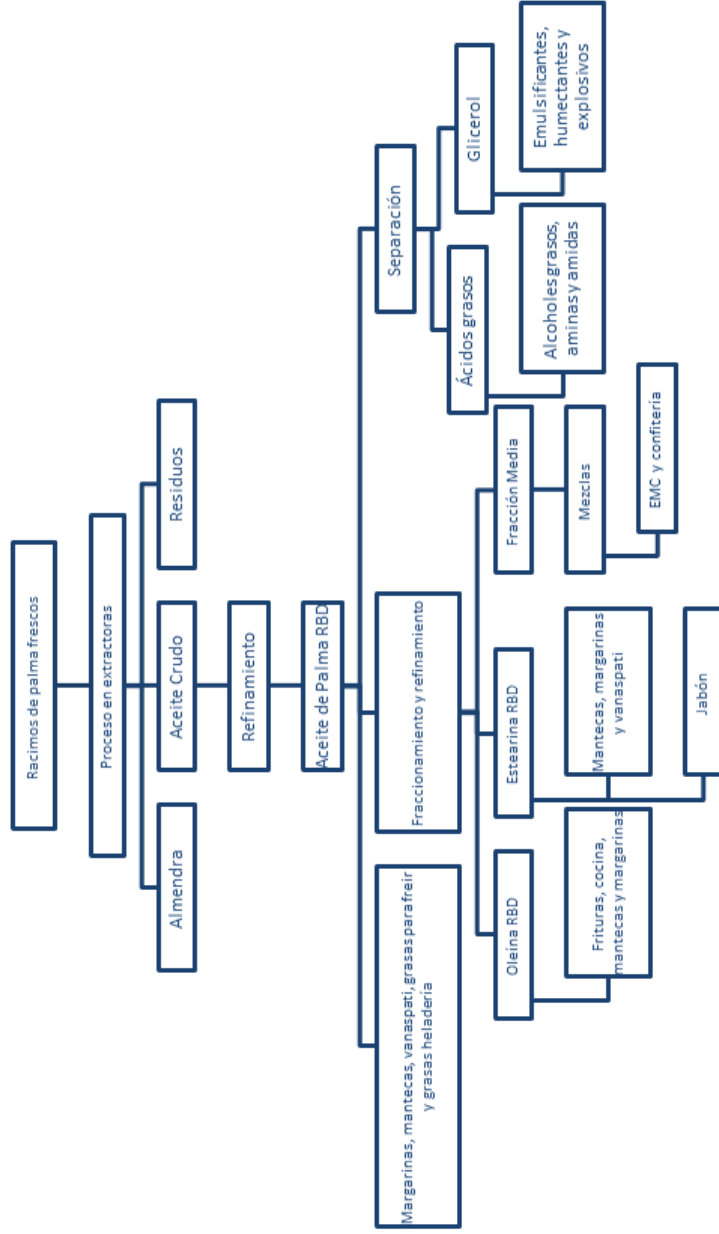 Racimos de palma frescos
Proceso en extractoras
Almendra
Aceite Crudo
Residuos
Refinamiento
Aceite de Palma RBD
Margarinas, mantecas, vanaspati, grasas para freir
y grasas heladería
Fraccionamiento y refinamiento
Separación
Oleína RBD
Estearina RBD
Fracción Media
Ácidos grasos
Glicerol
Frituras, cocina,
mantecas y margarinas
Mantecas, margarinas
y vanaspati
Jabón
Mezclas
EMC y confitería
Alcoholes grasos,
aminas y amidas
Emulsificantes,
humectantes y
explosivos